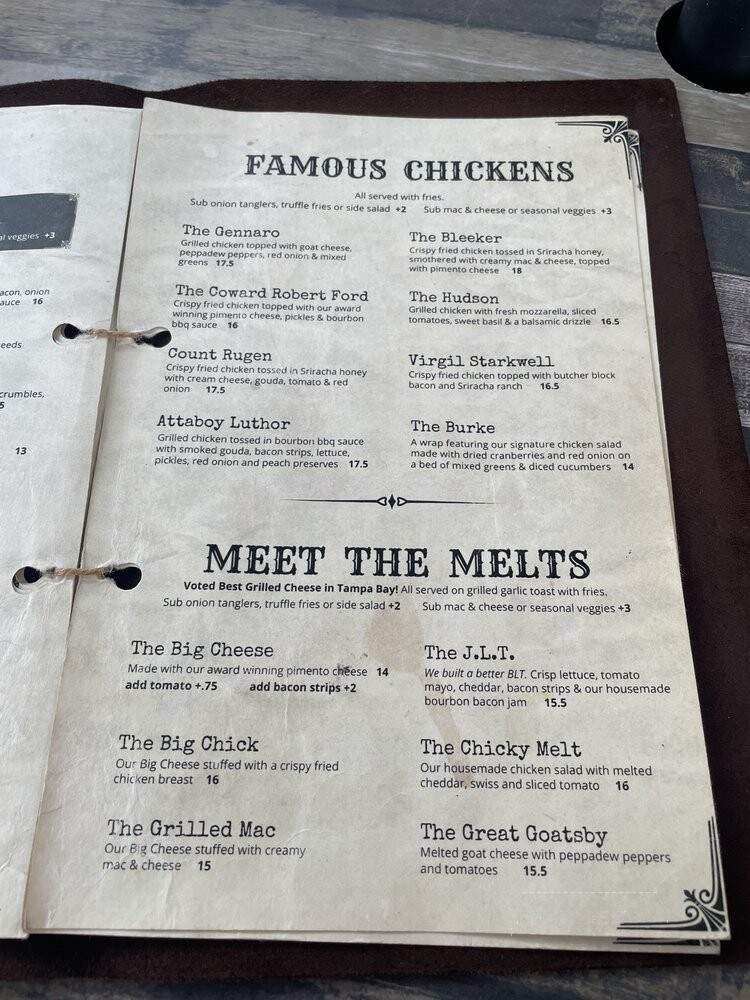 al veggies +3
acon, onion
auce 16
eeds
crumbles,
5
13
FAMOUS CHICKENS
All served with fries.
Sub onion tanglers, truffle fries or side salad +2 Sub mac & cheese or seasonal veggies +3
The Gennaro
Grilled chicken topped with goat cheese,
peppadew peppers, red onion & mixed
greens 17.5
The Coward Robert Ford
Crispy fried chicken topped with our award
winning pimento cheese, pickles & bourbon
bbq sauce 16
Count Rugen
Crispy fried chicken tossed in Sriracha honey
with cream cheese, gouda, tomato & red
onion 17.5
Attaboy Luthor
Grilled chicken tossed in bourbon bbq sauce
with smoked gouda, bacon strips, lettuce,
pickles, red onion and peach preserves 17.5
The Bleeker
Crispy fried chicken tossed in Sriracha honey,
smothered with creamy mac & cheese, topped
with pimento cheese 18
The Hudson
Grilled chicken with fresh mozzarella, sliced
tomatoes, sweet basil & a balsamic drizzle 16.5
Virgil Starkwell
Crispy fried chicken topped with butcher block
bacon and Sriracha ranch 16.5
The Burke
A wrap featuring our signature chicken salad
made with dried cranberries and red onion on
a bed of mixed greens & diced cucumbers 14
MEET THE MELTS
Voted Best Grilled Cheese in Tampa Bay! All served on grilled garlic toast with fries.
Sub onion tanglers, truffle fries or side salad +2 Sub mac & cheese or seasonal veggies +3
The Big Cheese
Made with our award winning pimento cheese 14
add tomato +.75 add bacon strips +2
The Big Chick
Our Big Cheese stuffed with a crispy fried
chicken breast 16
The Grilled Mac
Our Big Cheese stuffed with creamy
mac & cheese 15
The J.L.T.
We built a better BLT. Crisp lettuce, tomato
mayo, cheddar, bacon strips & our housemade
bourbon bacon jam 15.5
The Chicky Melt
Our housemade chicken salad with melted
cheddar, swiss and sliced tomato 16
The Great Goatsby
Melted goat cheese with peppadew peppers
and tomatoes 15.5